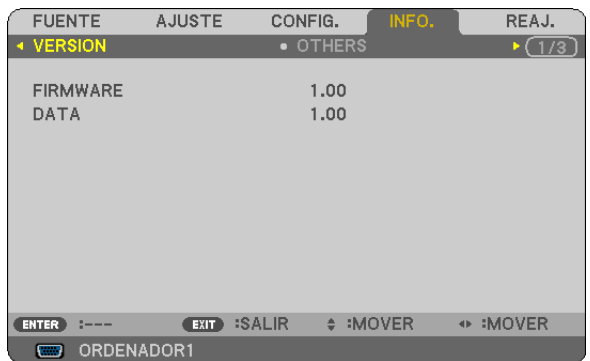 FUENTE AJUSTE CONFIG. INFO. REAJ.
VERSION • OTHERS 1/3
FIRMWARE 1.00
DATA 1.00
ENTER :--- EXIT :SALIR :MOVER :MOVER
ORDENADOR1